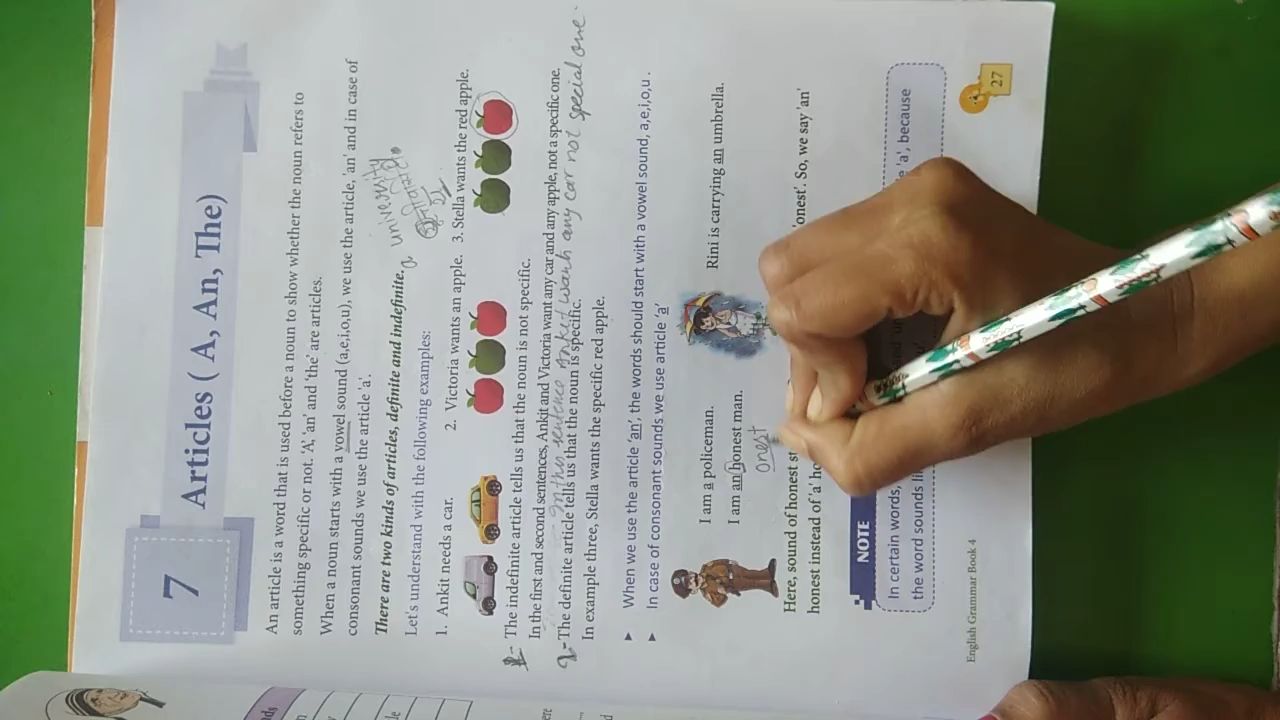 7
Articles ( A, An, The)
An article is a word that is used before a noun to show whether the noun refers to
something specific or not. 'A', 'an' and 'the' are articles.
When a noun starts with a vowel sound (a,e,i,o,u), we use the article, 'an' and in case of
consonant sounds we use the article 'a'.
There are two kinds of articles, definite and indefinite.
a university
Let's understand with the following examples:
1. Ankit needs a car.
2. Victoria wants an apple.
3. Stella wants the red apple.
The indefinite article tells us that the noun is not specific.
In the first and second sentences, Ankit and Victoria want any car and any apple, not a specific one.
In this sentence Anket want any car not special one.
2- The definite article tells us that the noun is specific.
In example three, Stella wants the specific red apple.
▶ When we use the article 'an', the words should start with a vowel sound, a,e,i,o,u .
▶ In case of consonant sounds we use article 'a'
I am a policeman.
Rini is carrying an umbrella.
I am an honest man.
onest
Here, sound of honest st 'onest'. So, we say 'an'
honest instead of 'a' ho
NOTE
In certain words, 'a', because
the word sounds li
English Grammar Book 4
27